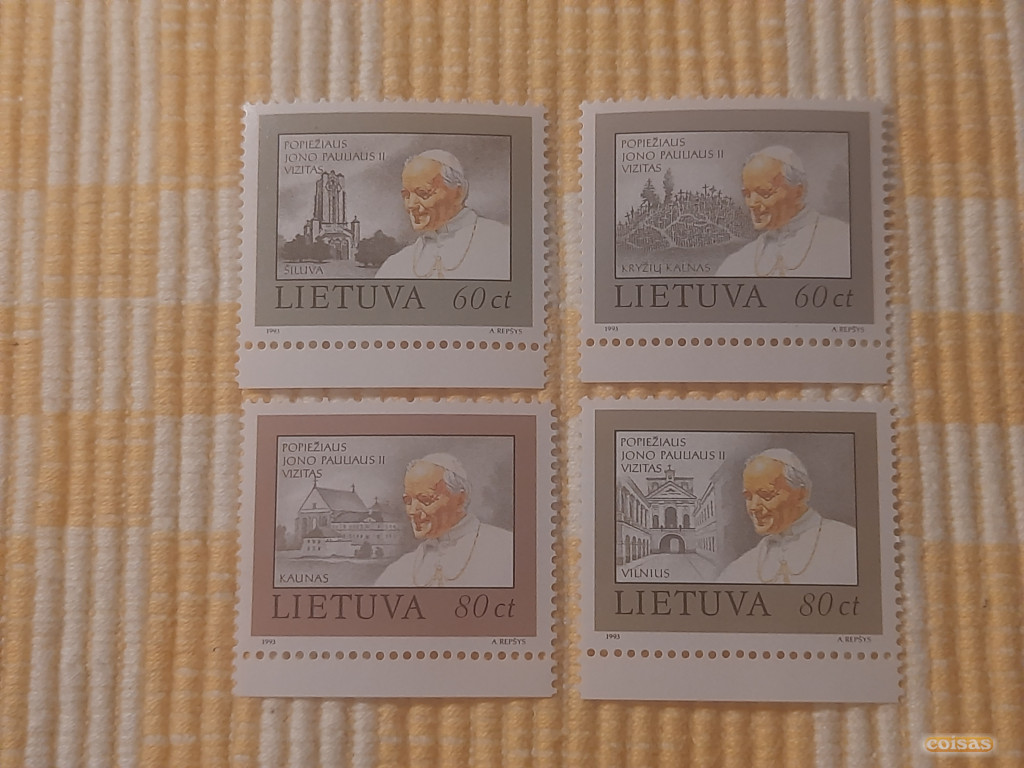 POPIEŽIAUS
JONO PAULIAUS II
VIZITAS
ŠILUVA
LIETUVA 60 ct
1993 A. REPŠYS
POPIEŽIAUS
JONO PAULIAUS II
VIZITAS
KRYŽIŲ KALNAS
LIETUVA 60 ct
1993 A. REPŠYS
POPIEŽIAUS
JONO PAULIAUS II
VIZITAS
KAUNAS
LIETUVA 80 ct
1993 A. REPŠYS
POPIEŽIAUS
JONO PAULIAUS II
VIZITAS
VILNIUS
LIETUVA 80 ct
1993 A. REPŠYS
coisas